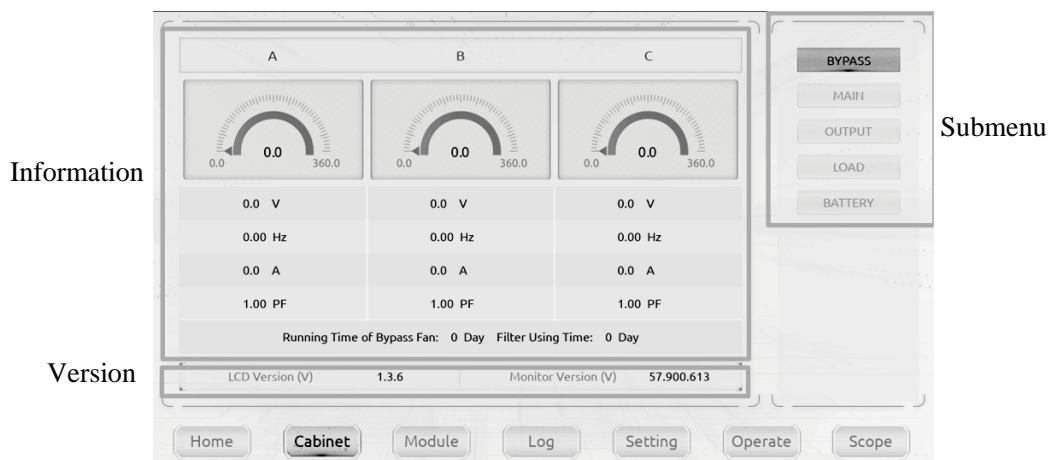 A B C BYPASS
MAIN
OUTPUT Submenu
0.0 0.0 0.0
0.0 360.0 0.0 360.0 0.0 360.0
LOAD
Information
BATTERY
0.0 V 0.0 V 0.0 V
0.00 Hz 0.00 Hz 0.00 Hz
0.0 A 0.0 A 0.0 A
1.00 PF 1.00 PF 1.00 PF
Running Time of Bypass Fan: 0 Day Filter Using Time: 0 Day
Version
LCD Version (V) 1.3.6 Monitor Version (V) 57.900.613
Home Cabinet Module Log Setting Operate Scope